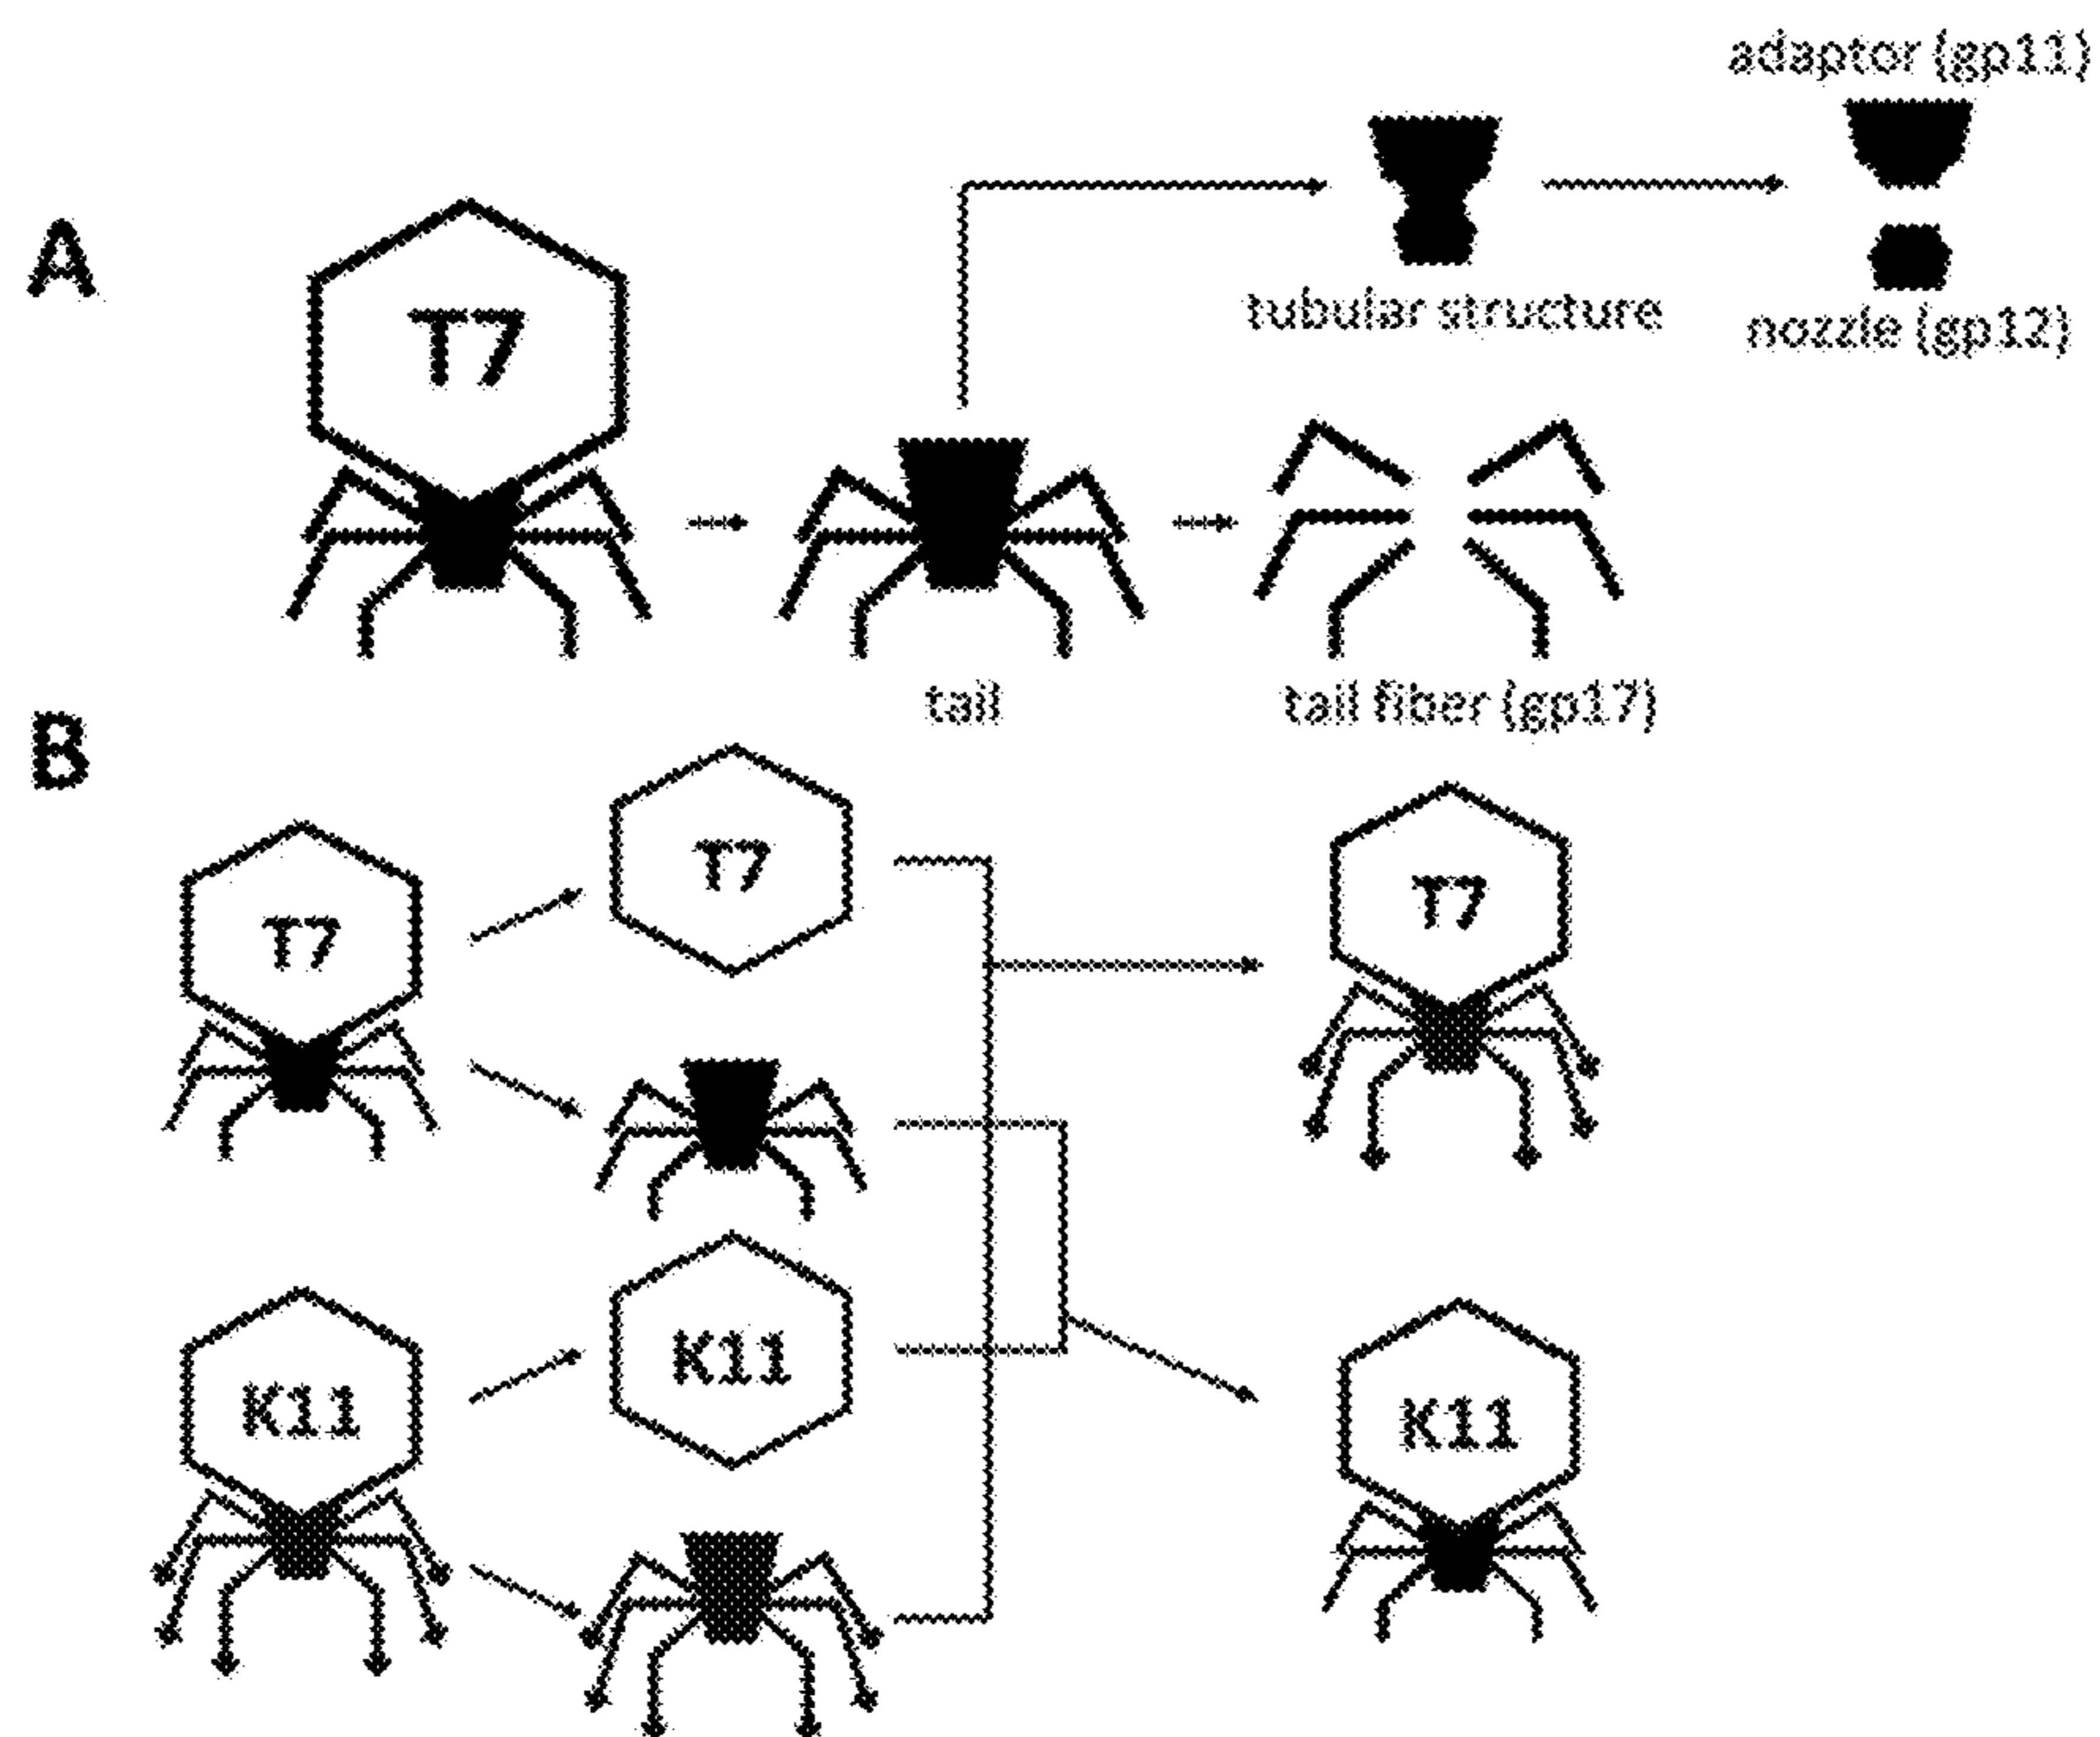 adaptor (gp11)
A
T7
tubular structure
nozzle (gp12)
tail
tail fiber (gp17)
B
T7
T7
T7
K11
K11
K11